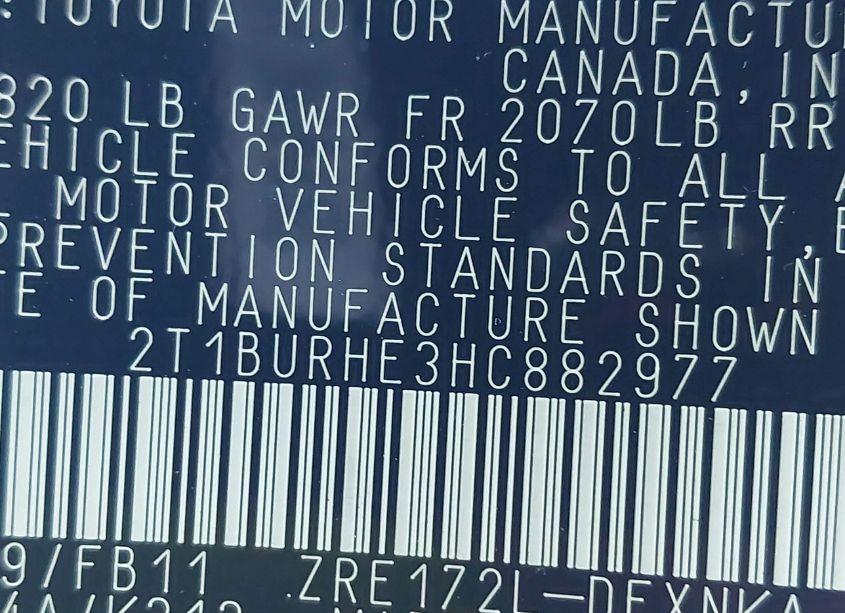 :TOYOTA MOTOR MANUFACTU
CANADA, IN
820 LB GAWR FR 2070LB RR
EHICLE CONFORMS TO ALL A
L MOTOR VEHICLE SAFETY, B
PREVENTION STANDARDS IN
E OF MANUFACTURE SHOWN
2T1BURHE3HC882977
9/FB11 .ZRE172L-DEXNKA